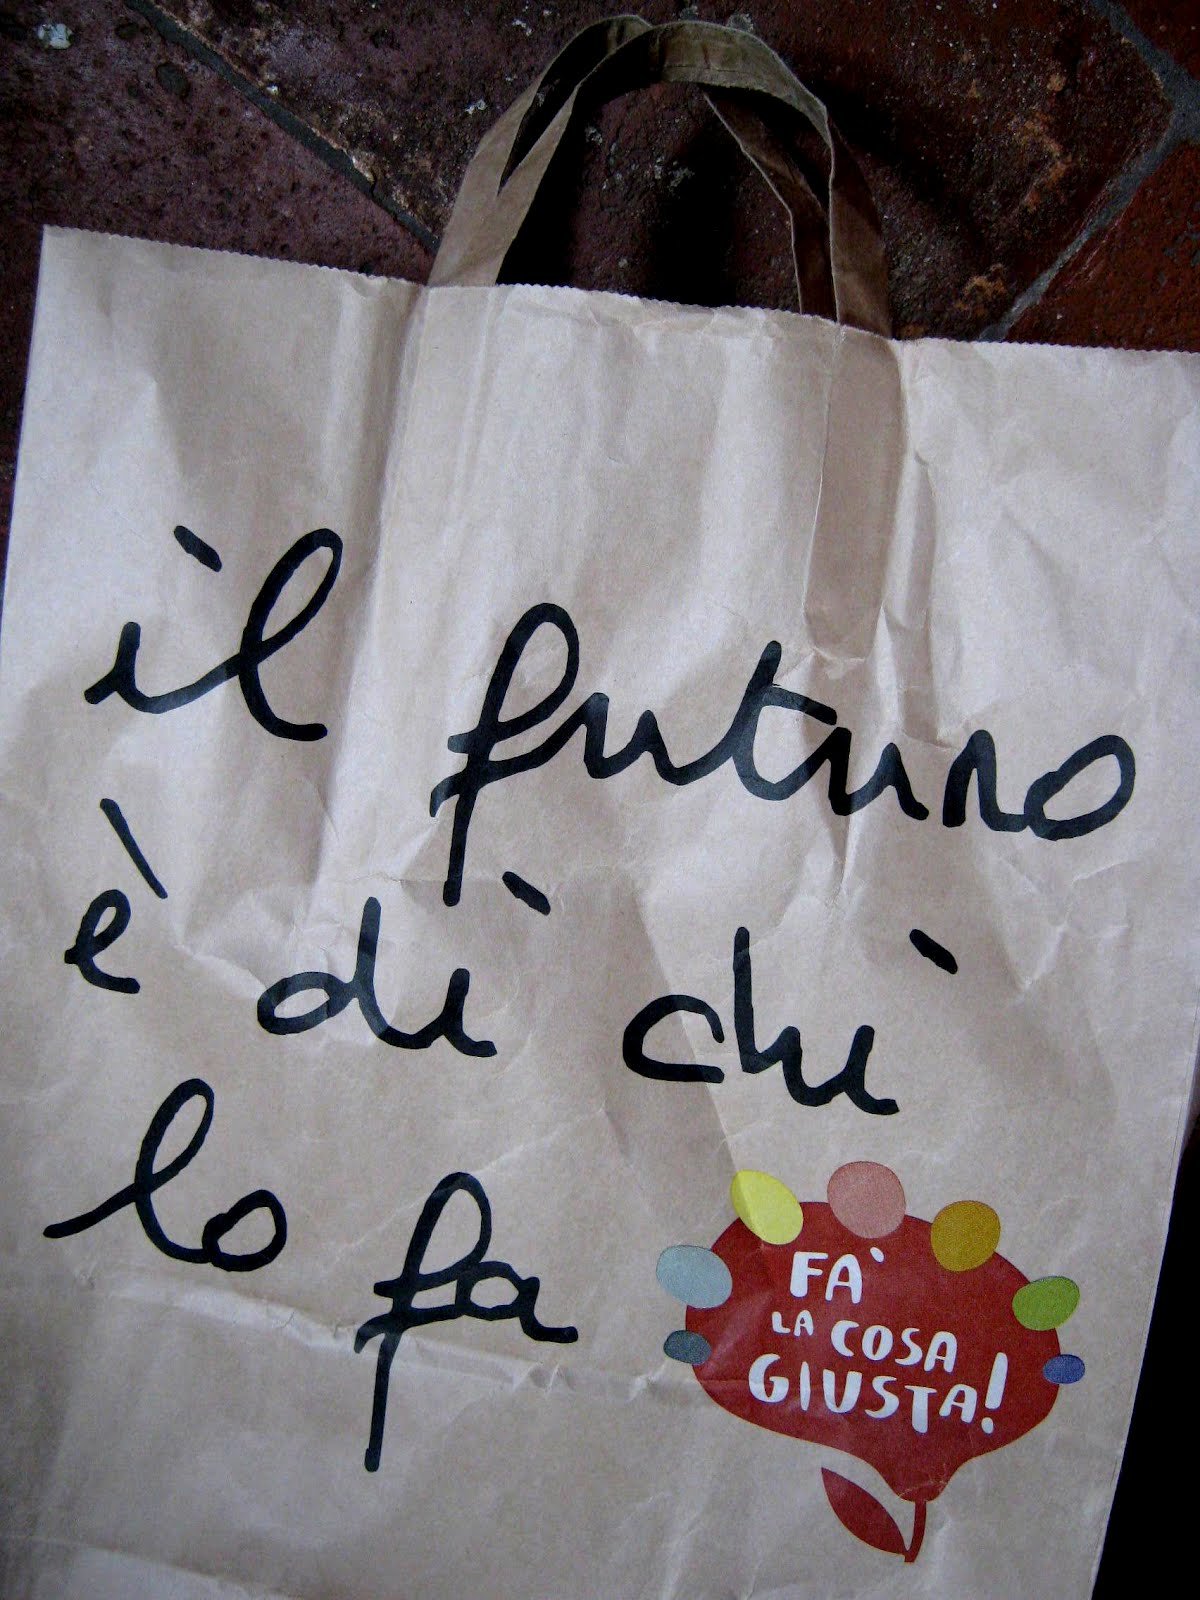 il futuro
è di chi
lo fa
FA'
LA COSA
GIUSTA!